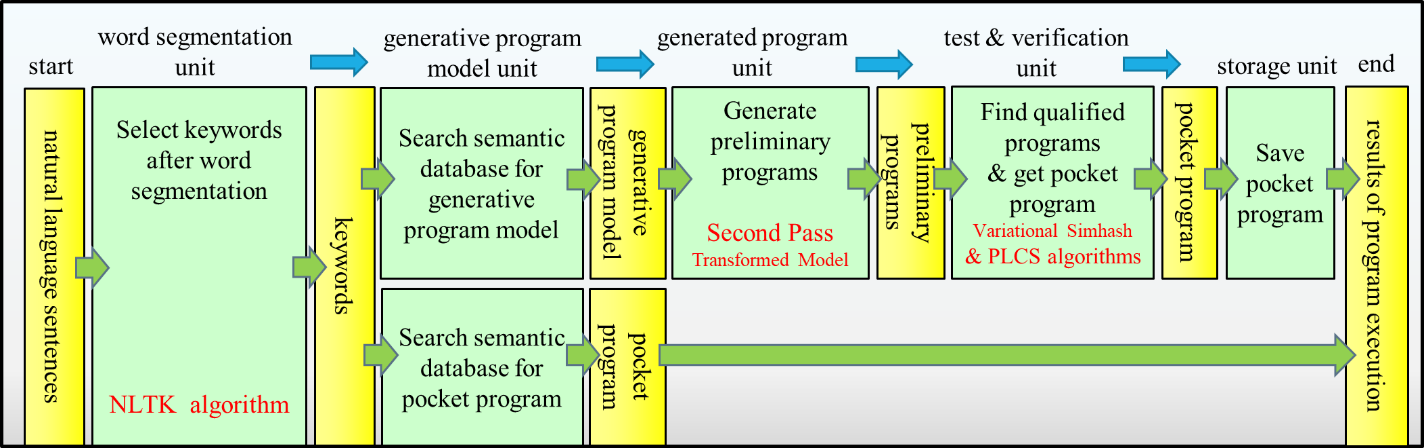 start
word segmentation
unit
generative program
model unit
generated program
unit
test & verification
unit
storage unit
end
natural language sentences
Select keywords
after word
segmentation
NLTK algorithm
keywords
Search semantic
database for
generative
program model
generative
program model
Generate
preliminary
programs
Second Pass
Transformed Model
preliminary
programs
Find qualified
programs
& get pocket
program
Variational Simhash
& PLCS algorithms
pocket program
Save
pocket
program
results of program execution
Search semantic
database for
pocket program
pocket
program